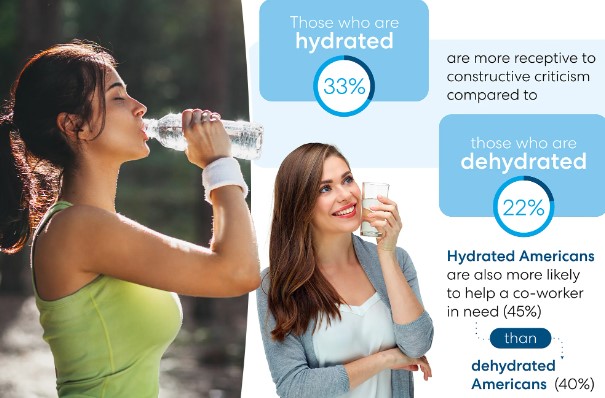 Those who are
hydrated
33%
are more receptive to
constructive criticism
compared to
those who are
dehydrated
22%
Hydrated Americans
are also more likely
to help a co-worker
in need (45%)
than
dehydrated
Americans (40%)